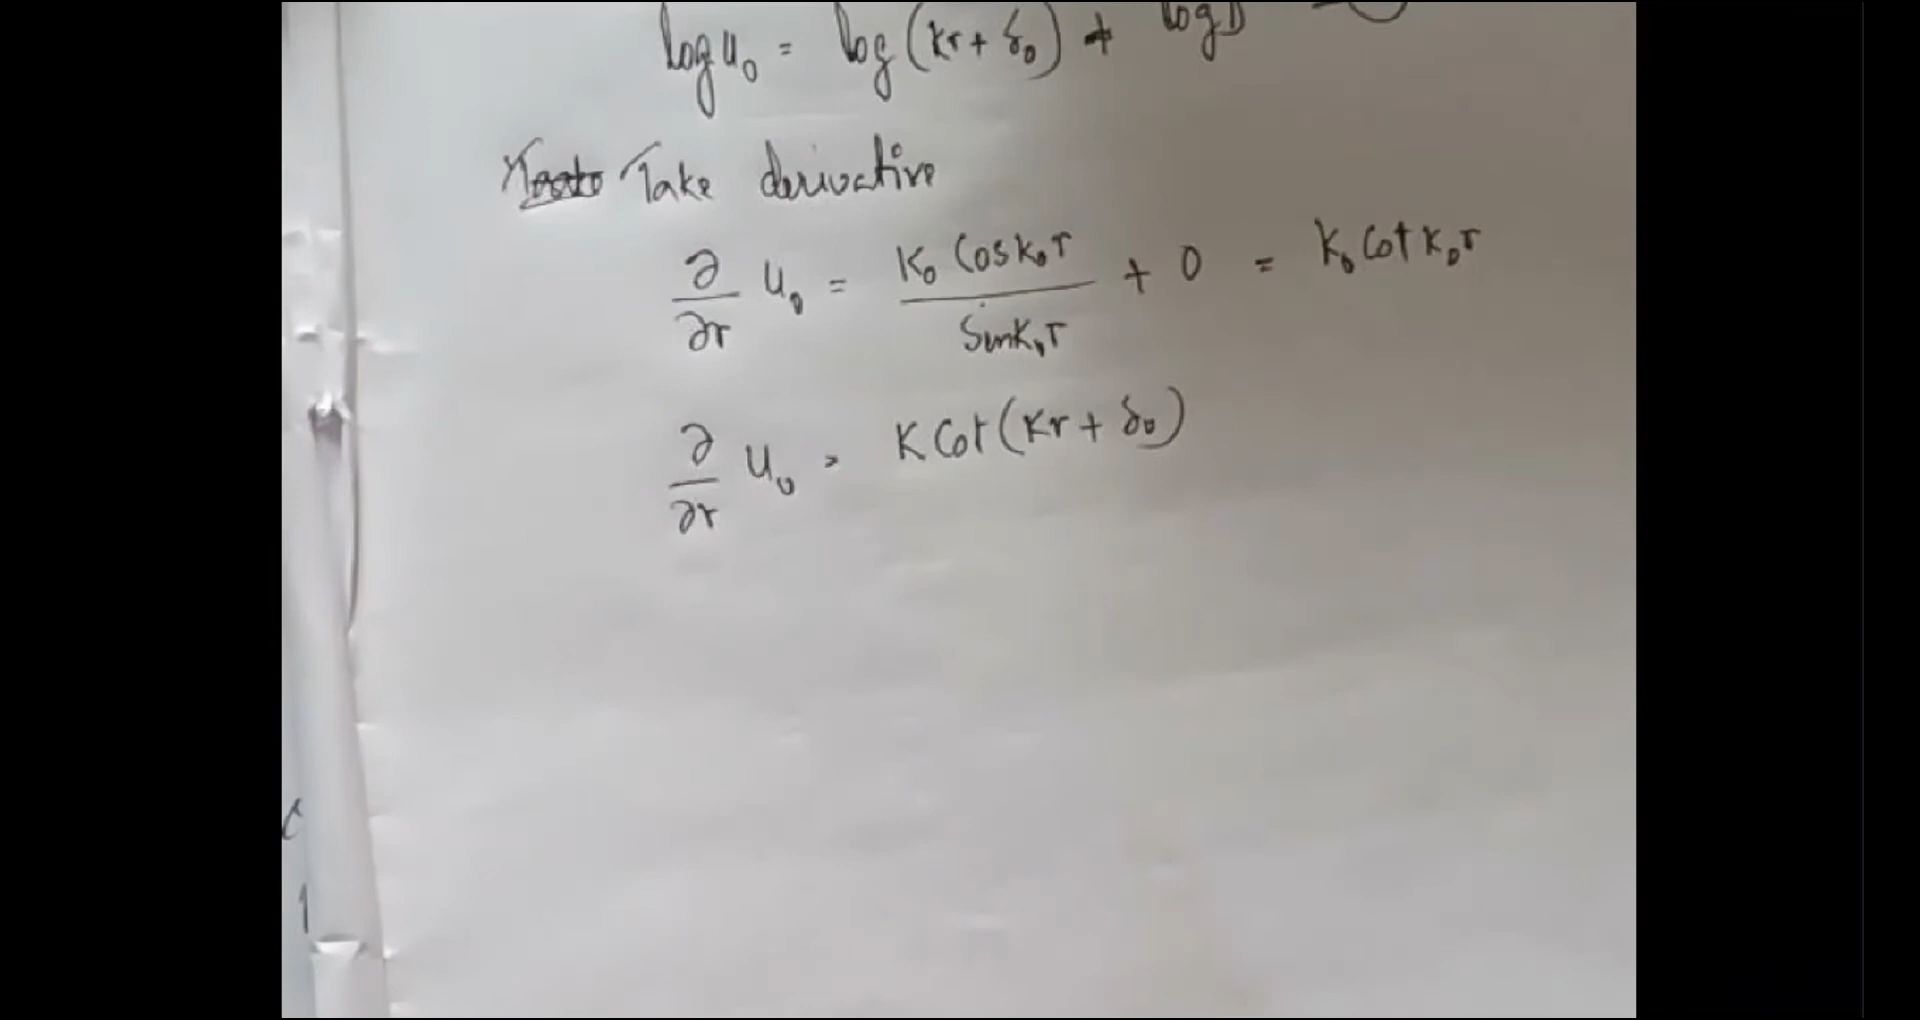 log u₀ = log (kr + δ₀) + log D
Take derivative
∂/∂r u₀ = K₀ Cos k₀r / Sin k₀r + 0 = k₀ Cot k₀r
∂/∂r u₀ = K Cot (kr + δ₀)